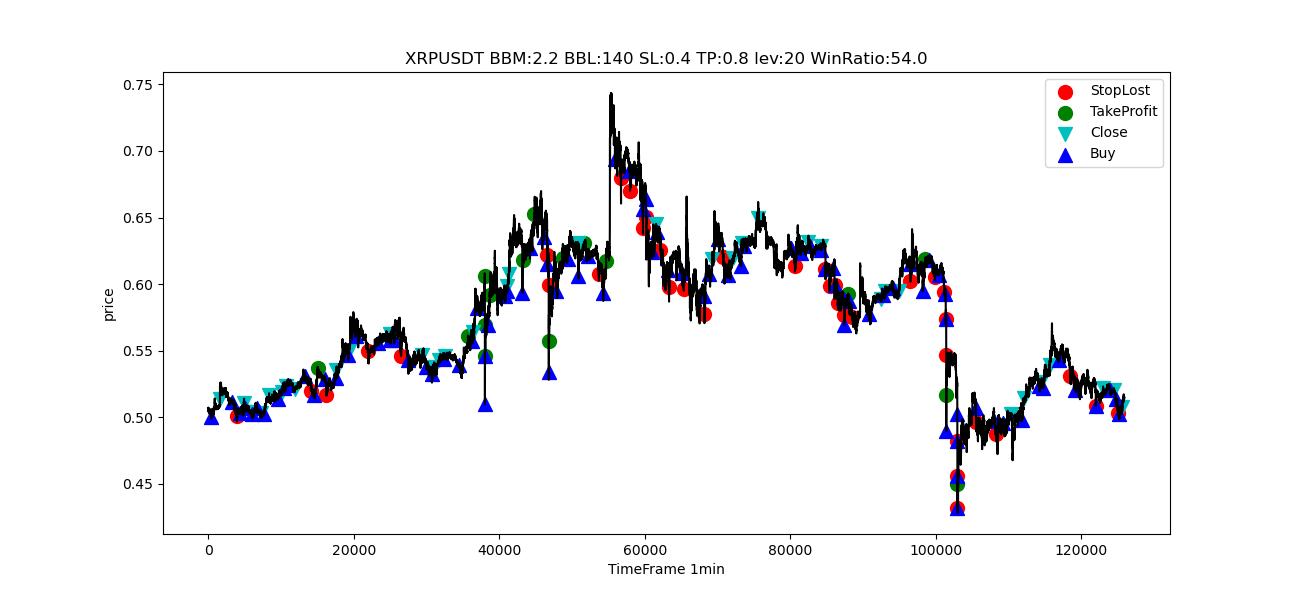 XRPUSDT BBM:2.2 BBL:140 SL:0.4 TP:0.8 lev:20 WinRatio:54.0
StopLost
TakeProfit
Close
Buy
price
0.75
0.70
0.65
0.60
0.55
0.50
0.45
0 20000 40000 60000 80000 100000 120000
TimeFrame 1min